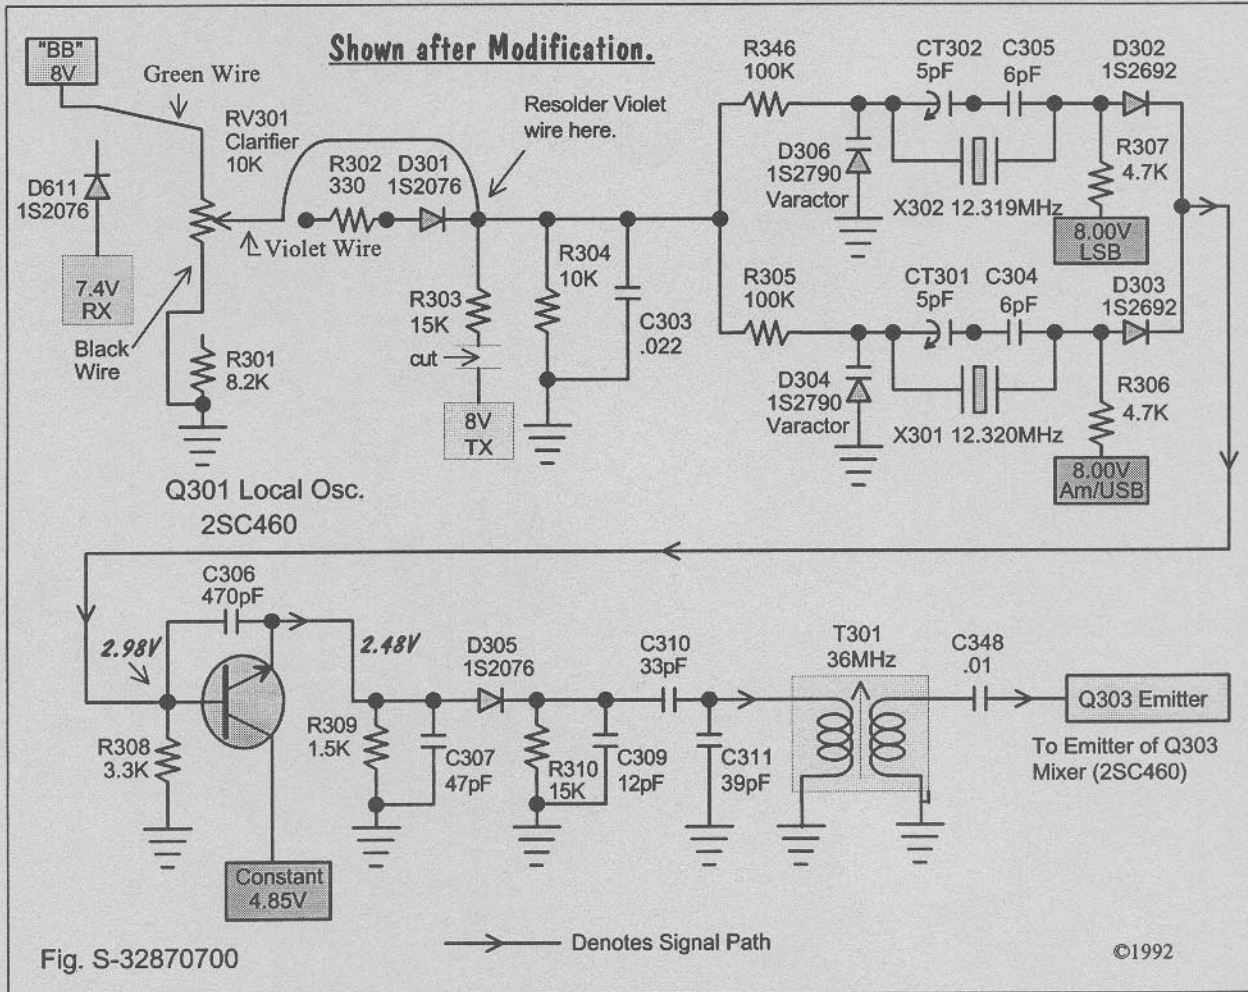 Shown after Modification.
"BB"
8V
Green Wire
RV301
Clarifier
10K
D611
1S2076
7.4V
RX
Black
Wire
R301
8.2K
Violet Wire
R302
330
D301
1S2076
Resolder Violet
wire here.
R303
15K
cut
8V
TX
R304
10K
C303
.022
R346
100K
CT302
5pF
C305
6pF
D302
1S2692
D306
1S2790
Varactor
X302 12.319MHz
R307
4.7K
8.00V
LSB
R305
100K
CT301
5pF
C304
6pF
D303
1S2692
D304
1S2790
Varactor
X301 12.320MHz
R306
4.7K
8.00V
Am/USB
Q301 Local Osc.
2SC460
C306
470pF
2.98V
2.48V
R308
3.3K
Constant
4.85V
R309
1.5K
C307
47pF
D305
1S2076
R310
15K
C309
12pF
C310
33pF
C311
39pF
T301
36MHz
C348
.01
Q303 Emitter
To Emitter of Q303
Mixer (2SC460)
Denotes Signal Path
Fig. S-32870700
©1992